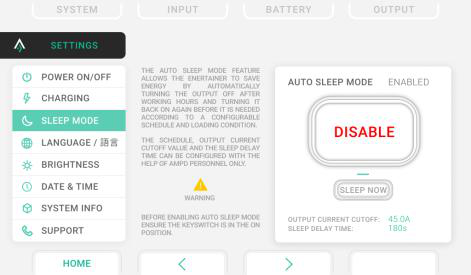 SYSTEM
INPUT
BATTERY
OUTPUT
SETTINGS
POWER ON/OFF
CHARGING
SLEEP MODE
LANGUAGE / 語言
BRIGHTNESS
DATE & TIME
SYSTEM INFO
SUPPORT
THE AUTO SLEEP MODE FEATURE
ALLOWS THE ENERTAINER TO SAVE
ENERGY BY AUTOMATICALLY
TURNING THE OUTPUT OFF AFTER
WORKING HOURS AND TURNING IT
BACK ON AGAIN BEFORE IT IS NEEDED
ACCORDING TO A CONFIGURABLE
SCHEDULE AND LOADING CONDITION.
THE SCHEDULE, OUTPUT CURRENT
CUTOFF VALUE AND THE SLEEP DELAY
TIME CAN BE CONFIGURED WITH THE
HELP OF AMPD PERSONNEL ONLY.
WARNING
BEFORE ENABLING AUTO SLEEP MODE
ENSURE THE KEYSWITCH IS IN THE ON
POSITION.
AUTO SLEEP MODE ENABLED
DISABLE
SLEEP NOW
OUTPUT CURRENT CUTOFF: 45.0A
SLEEP DELAY TIME: 180s
HOME